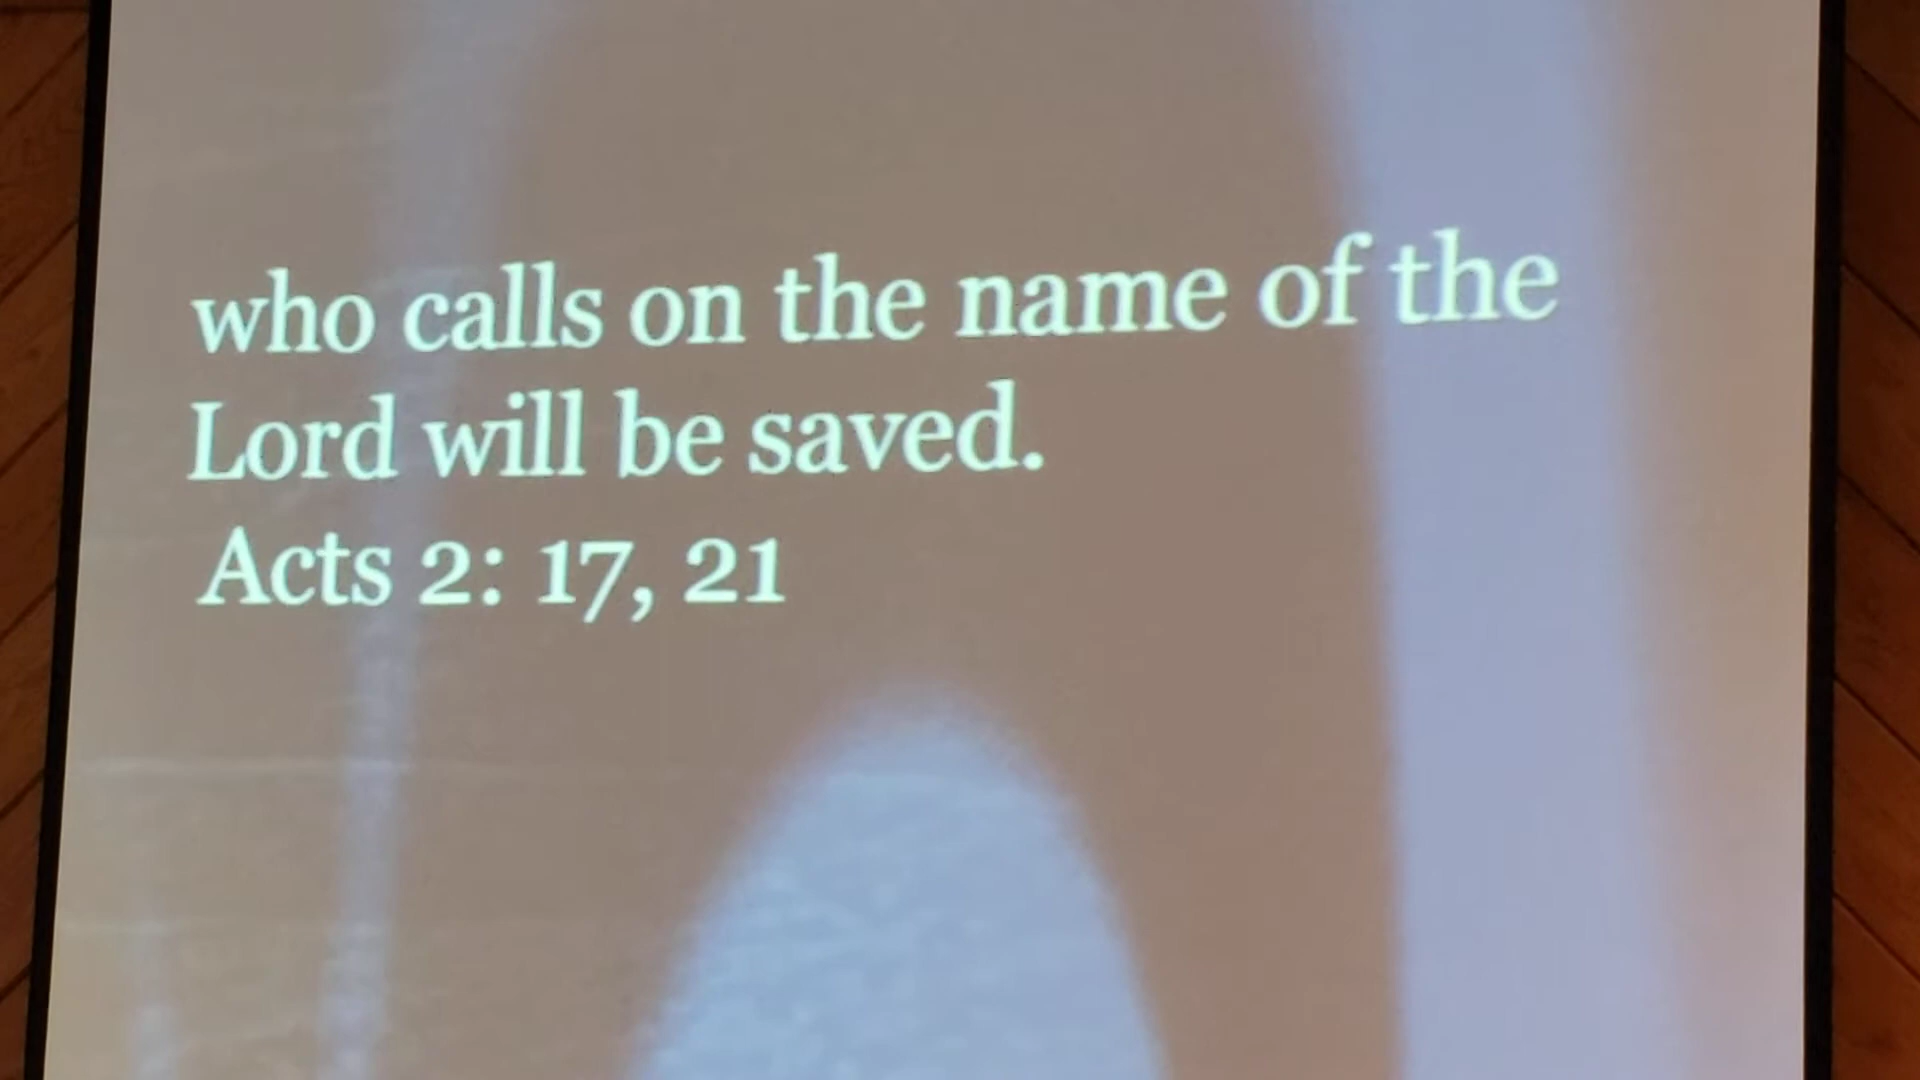 who calls on the name of the
Lord will be saved.
Acts 2: 17, 21